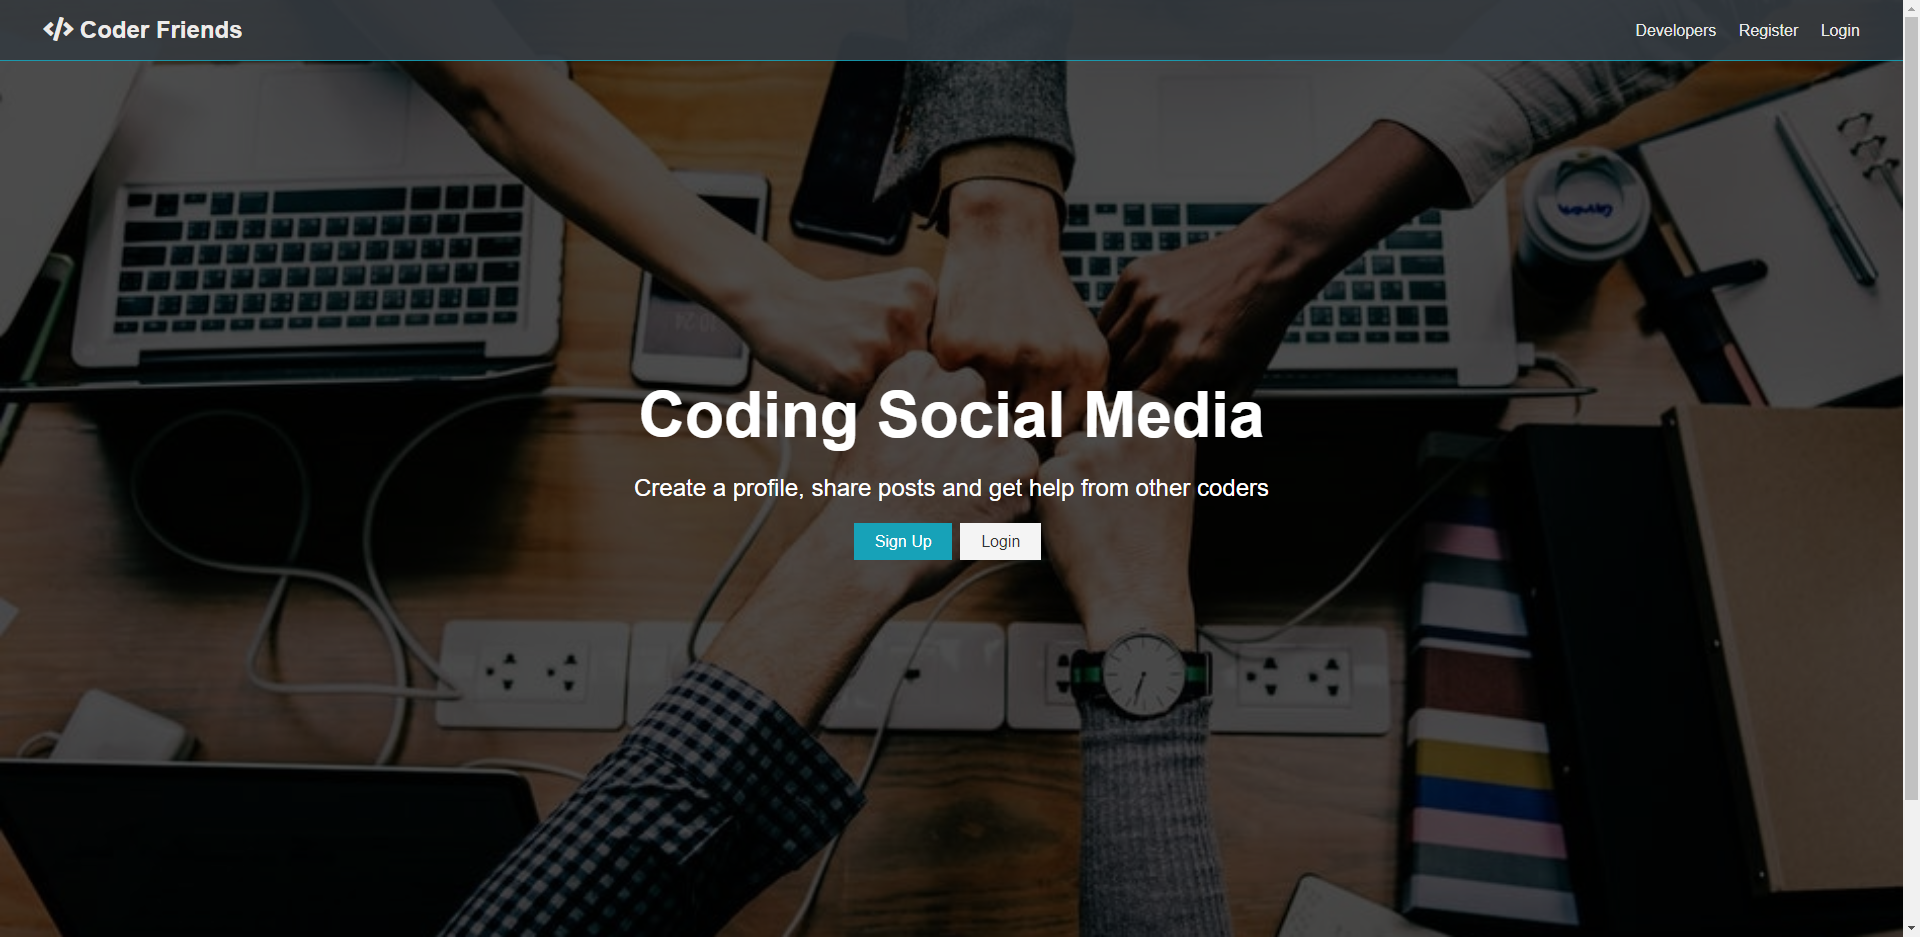 </> Coder Friends
Developers Register Login
Coding Social Media
Create a profile, share posts and get help from other coders
Sign Up Login